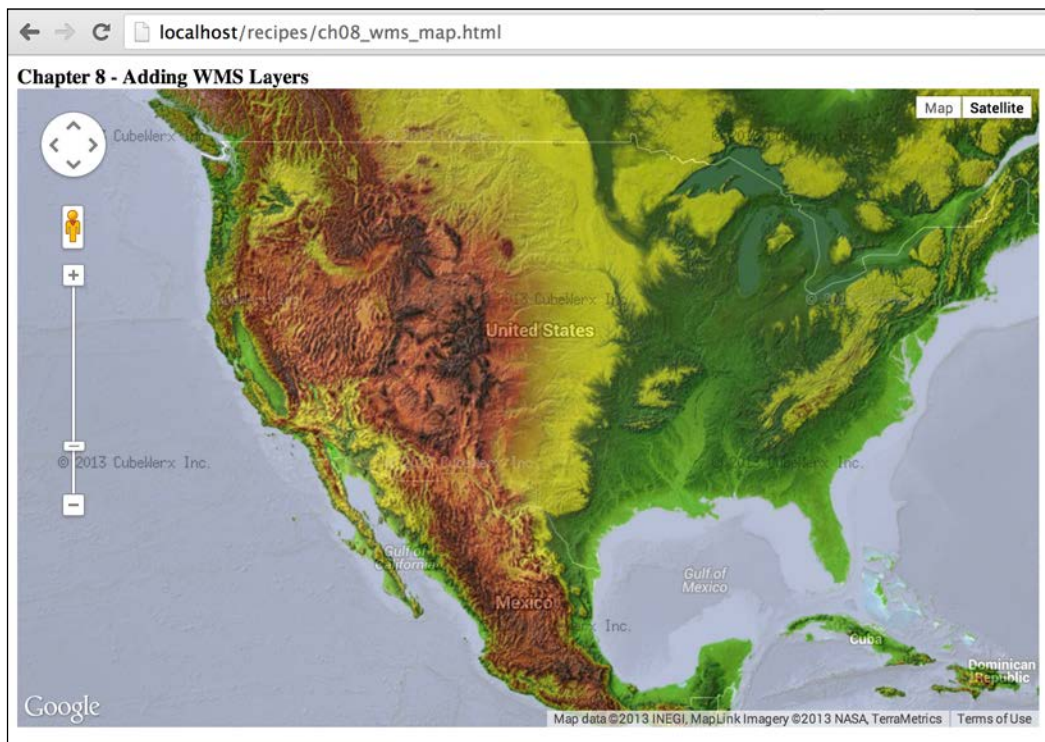 localhost/recipes/ch08_wms_map.html
Chapter 8 - Adding WMS Layers
Map Satellite
CubeWerx
2013 CubeWerx Inc.
United States
© 2013 CubeWerx Inc.
Gulf of
California
Gulf of
Mexico
Mexico
Inc.
Cuba
Dominican
Republic
Google
Map data ©2013 INEGI, MapLink Imagery ©2013 NASA, TerraMetrics Terms of Use